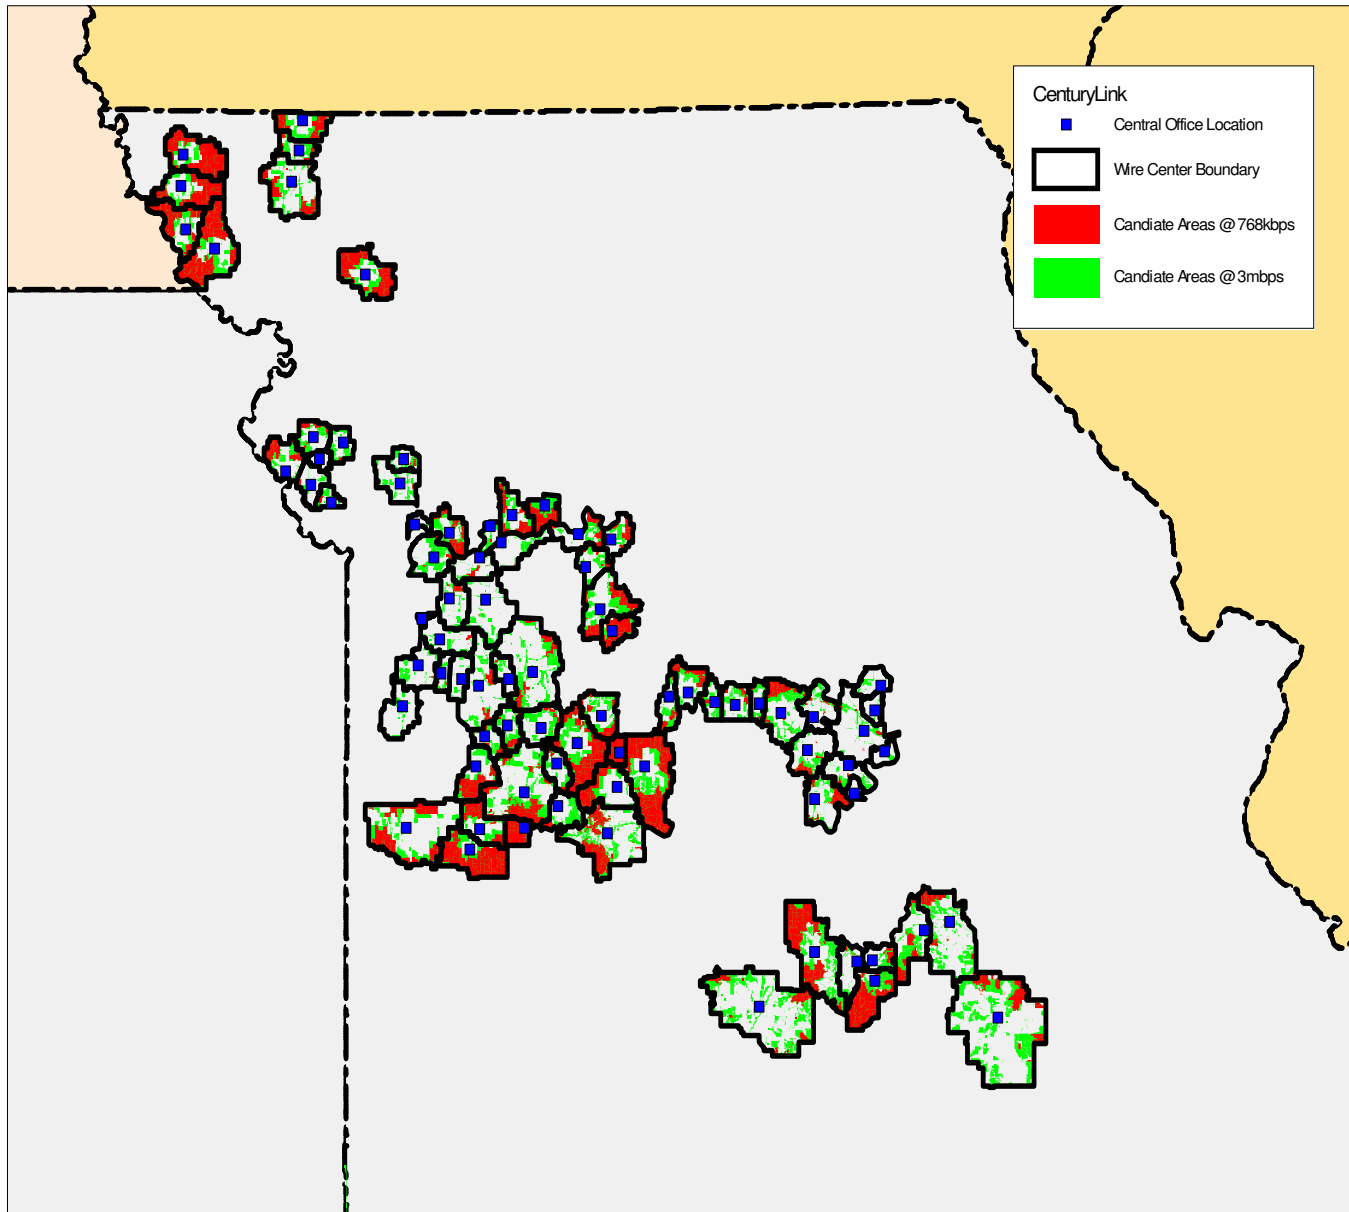 CenturyLink
Central Office Location
Wire Center Boundary
Candiate Areas @ 768kbps
Candiate Areas @ 3mbps